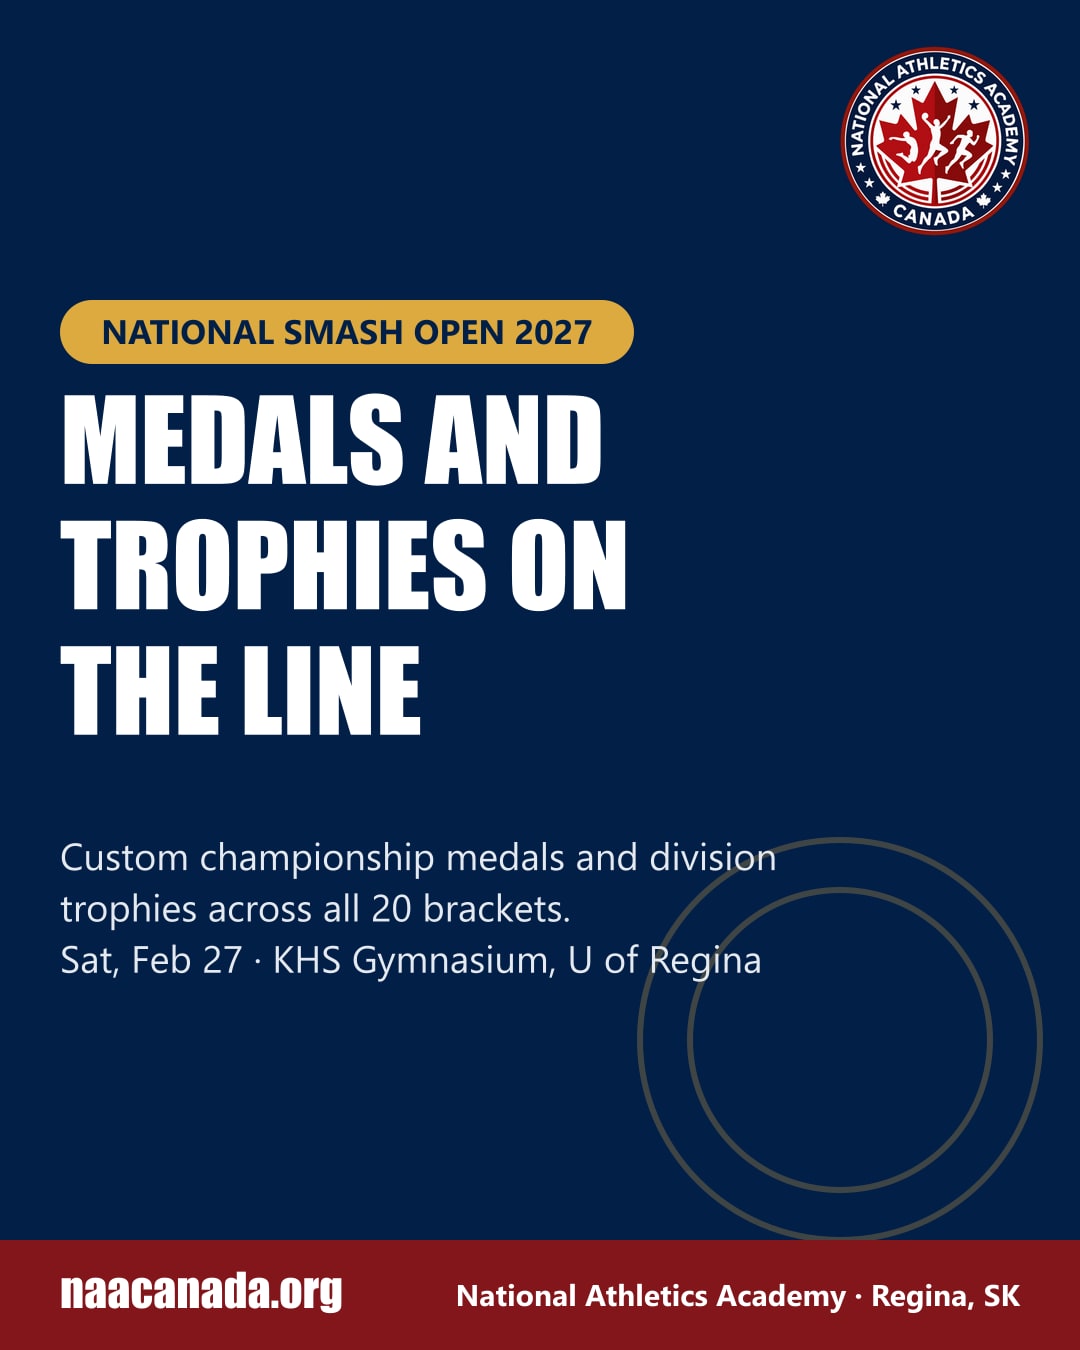 NATIONAL ATHLETICS ACADEMY
CANADA
NATIONAL SMASH OPEN 2027
MEDALS AND
TROPHIES ON
THE LINE
Custom championship medals and division
trophies across all 20 brackets.
Sat, Feb 27 · KHS Gymnasium, U of Regina
naacanada.org
National Athletics Academy · Regina, SK